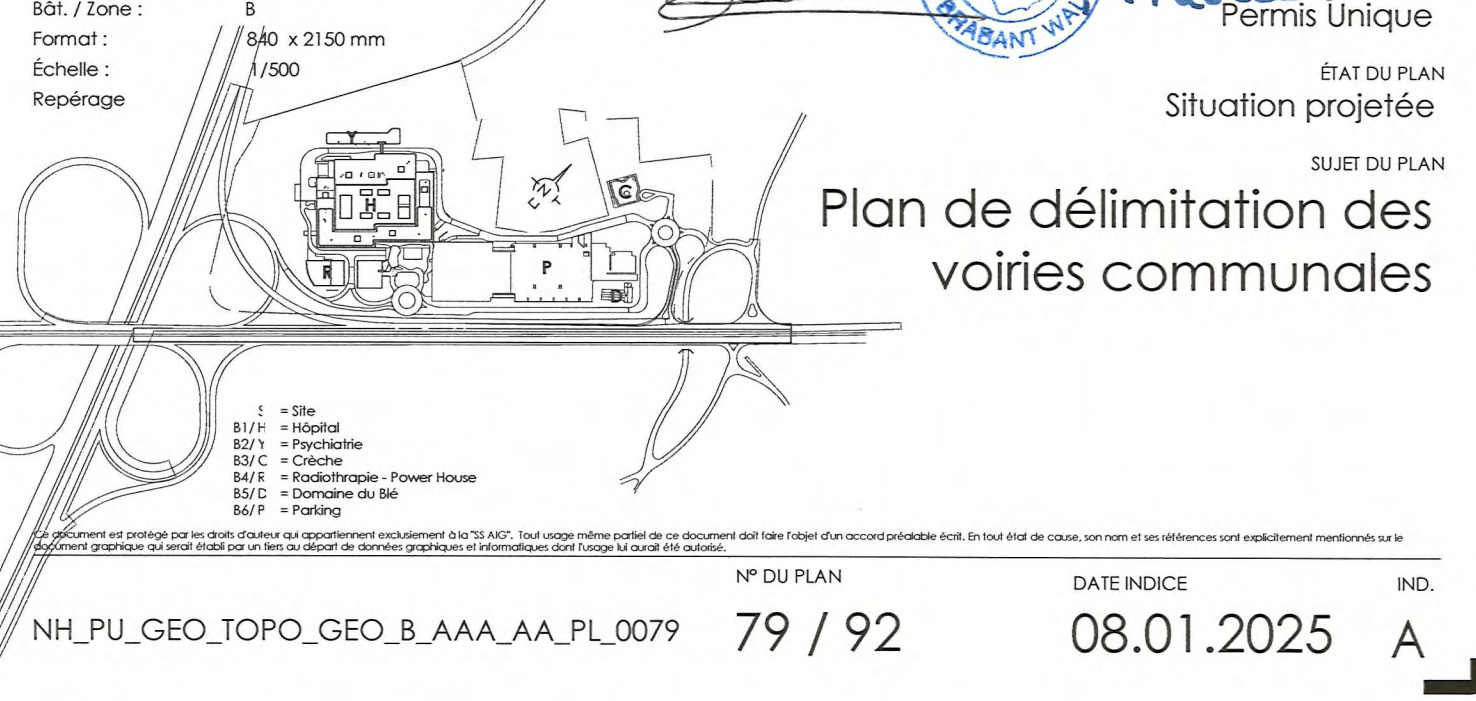 Bât. / Zone : B
Format : 840 x 2150 mm
Échelle : 1/500
Repérage
BRABANT WAL
Permis Unique
ÉTAT DU PLAN
Situation projetée
SUJET DU PLAN
Plan de délimitation des
voiries communales
Y
H
C
R
P
S = Site
B1/ H = Hôpital
B2/ Y = Psychiatrie
B3/ C = Crèche
B4/ R = Radiothrapie - Power House
B5/ D = Domaine du Blé
B6/ P = Parking
Ce document est protégé par les droits d'auteur qui appartiennent exclusiement à la "SS AIG". Tout usage même partiel de ce document doit faire l'objet d'un accord préalable écrit. En tout état de cause, son nom et ses références sont explicitement mentionnés sur le
document graphique qui serait établi par un tiers au départ de données graphiques et informatiques dont l'usage lui aurait été autorisé.
N° DU PLAN
DATE INDICE
IND.
NH_PU_GEO_TOPO_GEO_B_AAA_AA_PL_0079
79 / 92
08.01.2025
A